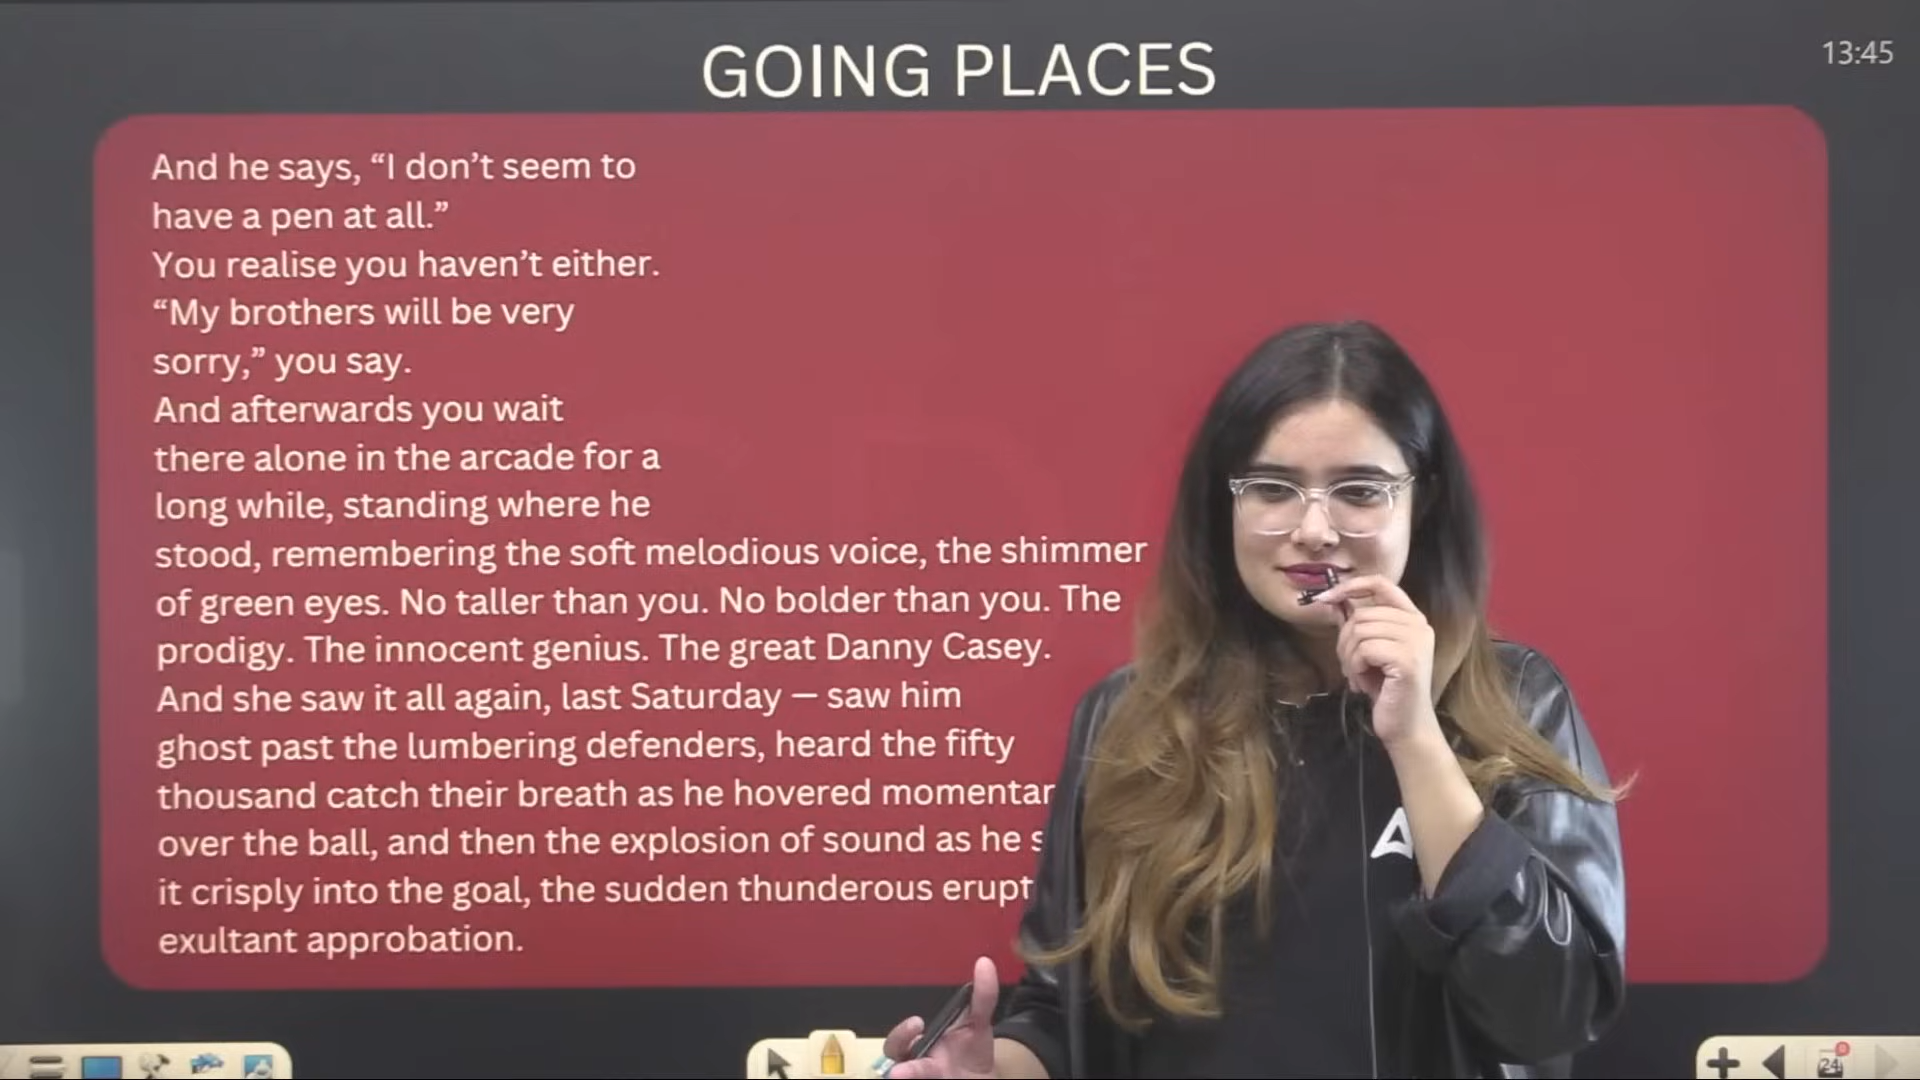 GOING PLACES
13:45
And he says, “I don’t seem to
have a pen at all.”
You realise you haven’t either.
“My brothers will be very
sorry,” you say.
And afterwards you wait
there alone in the arcade for a
long while, standing where he
stood, remembering the soft melodious voice, the shimmer
of green eyes. No taller than you. No bolder than you. The
prodigy. The innocent genius. The great Danny Casey.
And she saw it all again, last Saturday — saw him
ghost past the lumbering defenders, heard the fifty
thousand catch their breath as he hovered momentar
over the ball, and then the explosion of sound as he s
it crisply into the goal, the sudden thunderous erupt
exultant approbation.
24